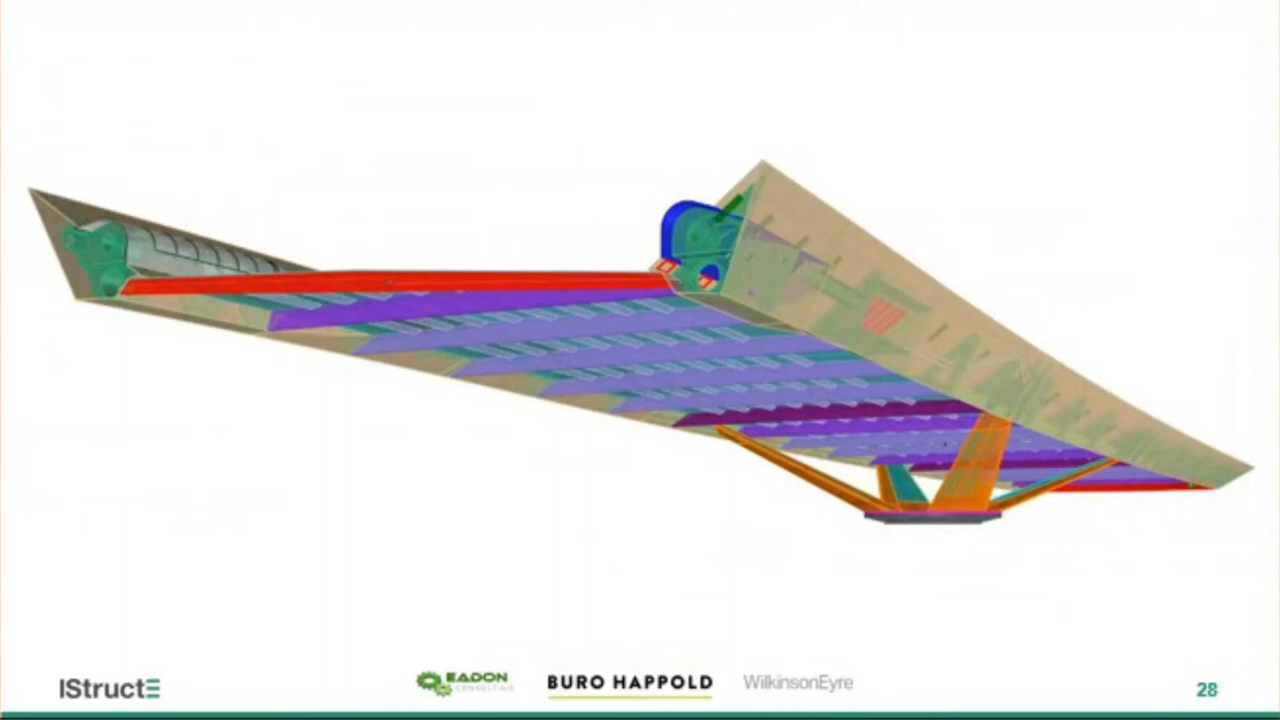 IStructE
EADON
CONSULTING
BURO HAPPOLD
WilkinsonEyre
28